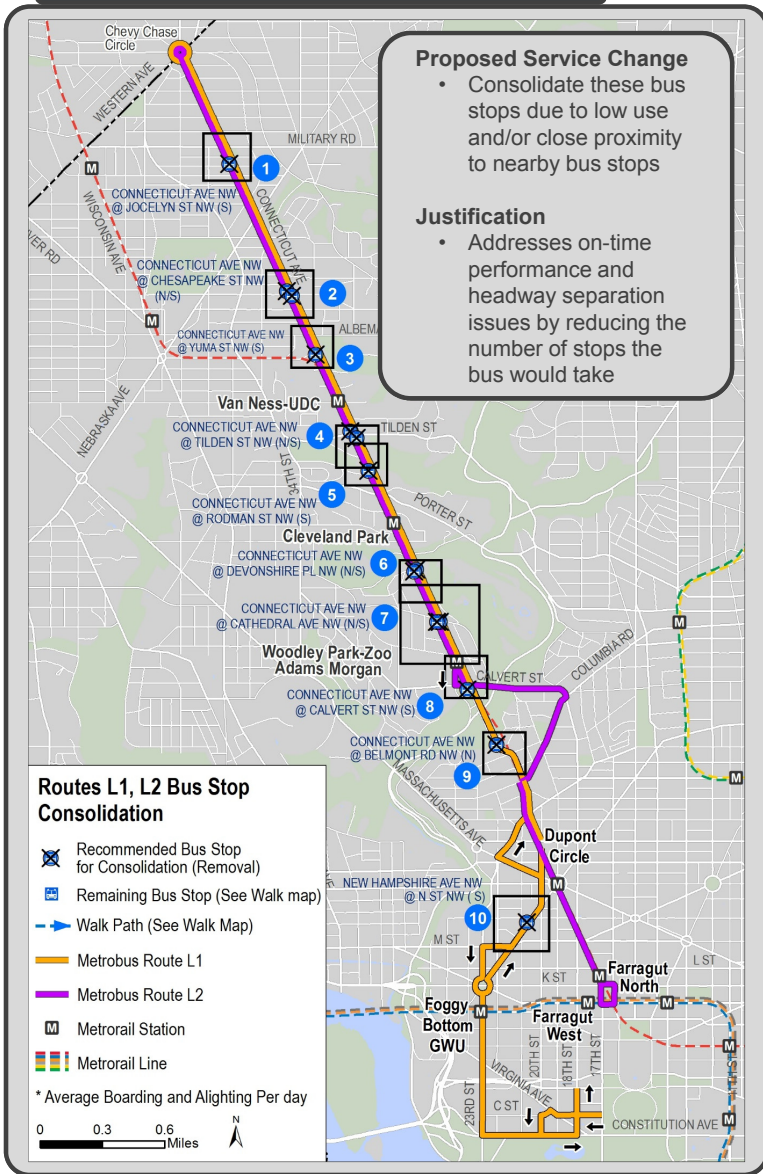 Chevy Chase
Circle
WESTERN AVE
MILITARY RD
1
CONNECTICUT AVE NW
@ JOCELYN ST NW (S)
WISCONSIN AVE
CONNECTICUT AVE
CONNECTICUT AVE NW
@ CHESAPEAKE ST NW
(N/S)
2
CONNECTICUT AVE NW
@ YUMA ST NW (S)
3
Van Ness-UDC
NEBRASKA AVE
CONNECTICUT AVE NW
@ TILDEN ST NW (N/S)
4
TILDEN ST
34TH ST
5
CONNECTICUT AVE NW
@ RODMAN ST NW (S)
PORTER ST
Cleveland Park
CONNECTICUT AVE NW
@ DEVONSHIRE PL NW (N/S)
6
CONNECTICUT AVE NW
@ CATHEDRAL AVE NW (N/S)
7
Woodley Park-Zoo
Adams Morgan
COLUMBIA RD
CALVERT ST
CONNECTICUT AVE NW
@ CALVERT ST NW (S)
8
CONNECTICUT AVE NW
@ BELMONT RD NW (N)
9
MASSACHUSETTS AVE
Dupont
Circle
NEW HAMPSHIRE AVE NW
@ N ST NW ( S)
10
M ST
L ST
K ST
Farragut
North
Farragut
West
Foggy
Bottom
GWU
20TH ST
18TH ST
17TH ST
VIRGINIA AVE
23RD ST
C ST
CONSTITUTION AVE
Proposed Service Change
• Consolidate these bus
stops due to low use
and/or close proximity
to nearby bus stops
Justification
• Addresses on-time
performance and
headway separation
issues by reducing the
number of stops the
bus would take
Routes L1, L2 Bus Stop
Consolidation
Recommended Bus Stop
for Consolidation (Removal)
Remaining Bus Stop (See Walk map)
Walk Path (See Walk Map)
Metrobus Route L1
Metrobus Route L2
M Metrorail Station
Metrorail Line
* Average Boarding and Alighting Per day
N
0 0.3 0.6
Miles